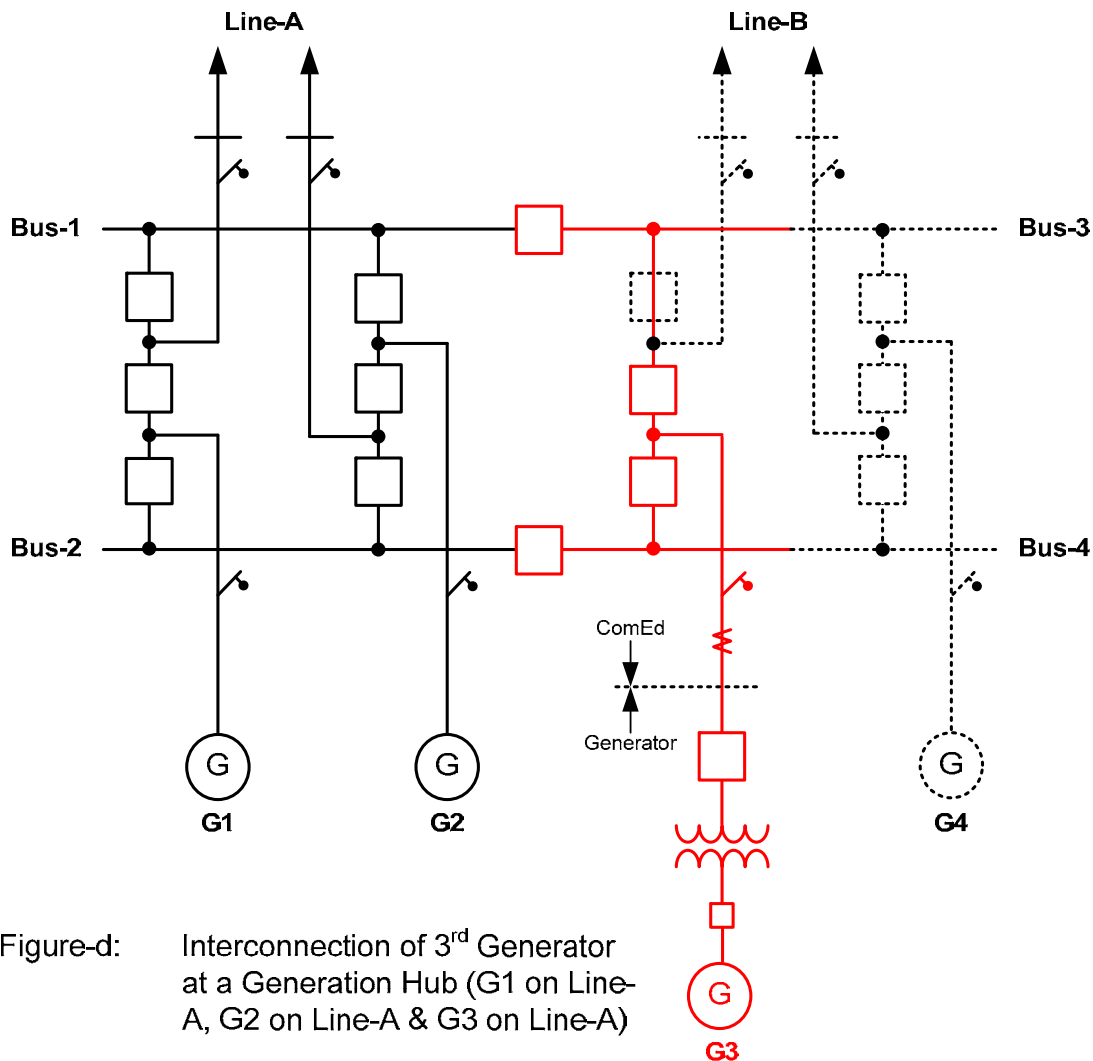 Line-A
Line-B
Bus-1
Bus-3
Bus-2
Bus-4
ComEd
Generator
G
G1
G
G2
G
G4
G
G3
Figure-d:
Interconnection of 3rd Generator
at a Generation Hub (G1 on Line-
A, G2 on Line-A & G3 on Line-A)